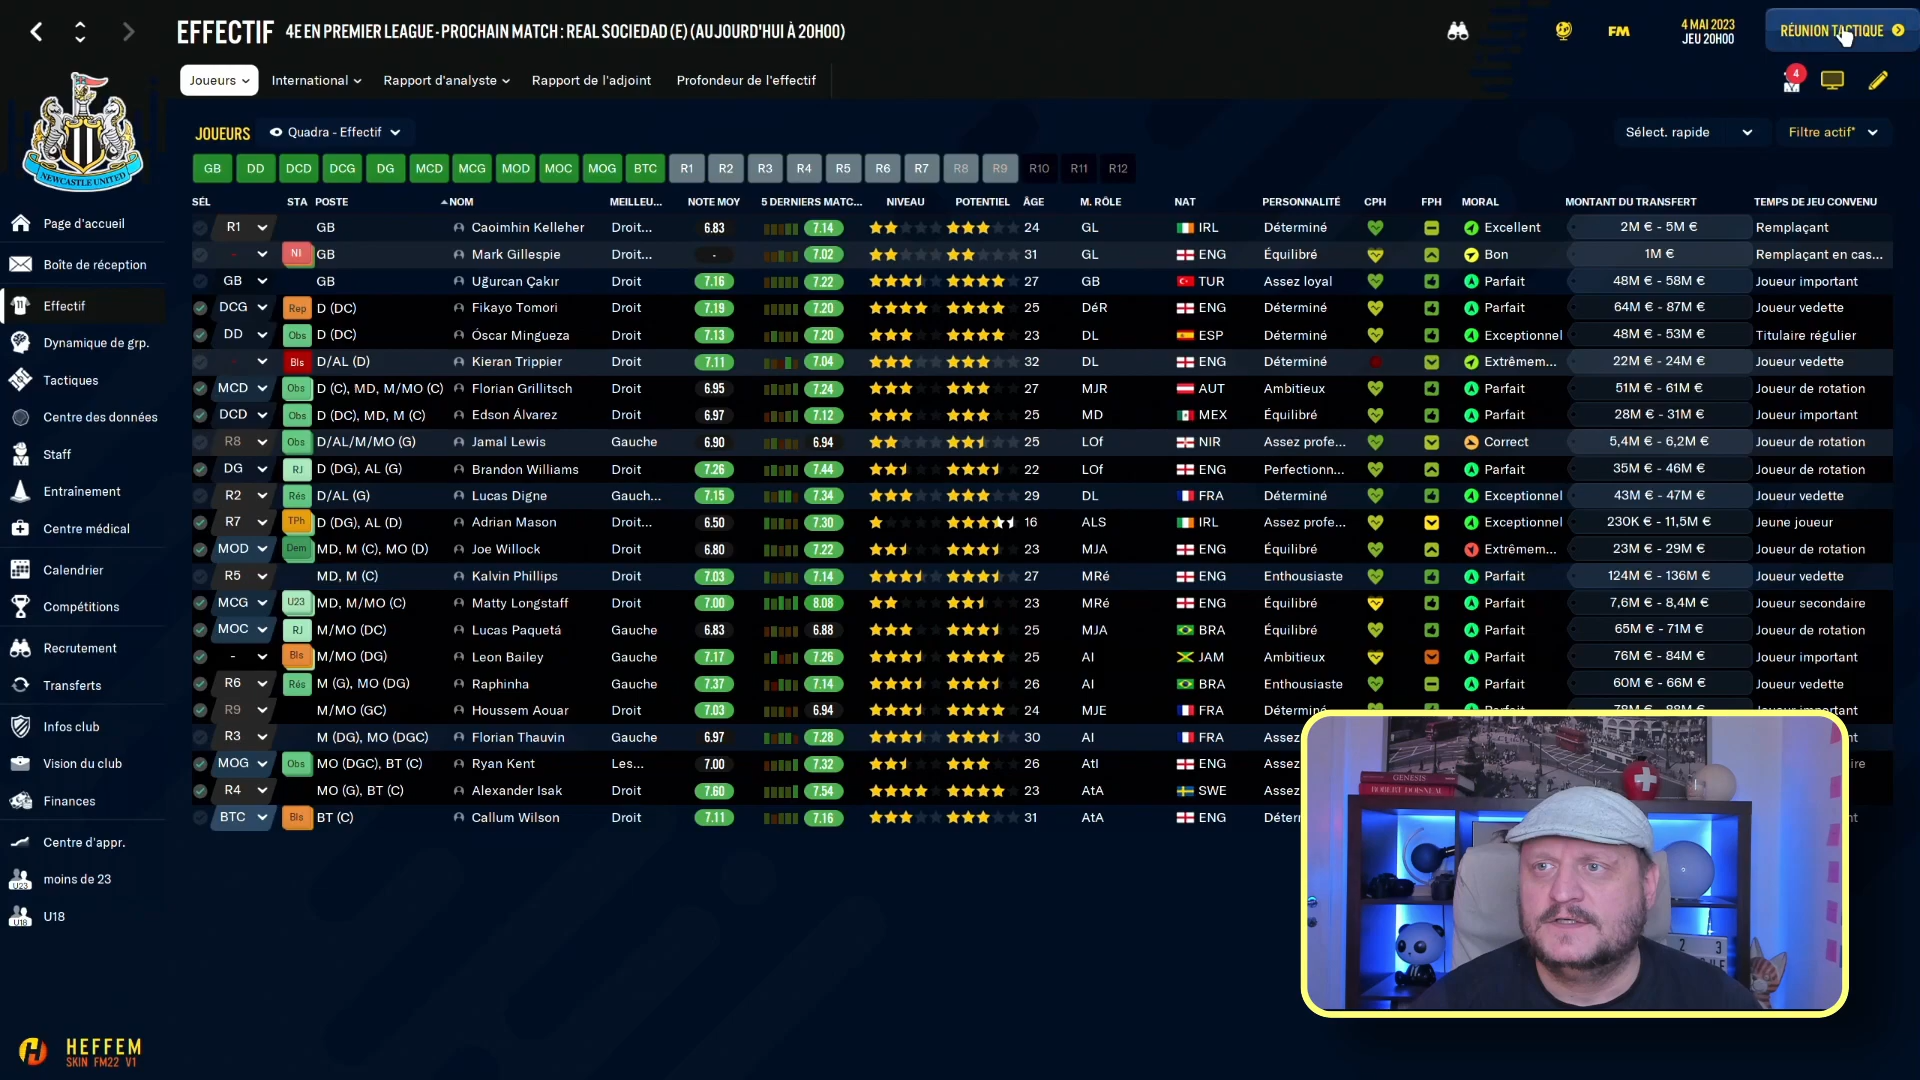 EFFECTIF 4E EN PREMIER LEAGUE - PROCHAIN MATCH : REAL SOCIEDAD (E) (AUJOURD'HUI À 20H00)
FM
4 MAI 2023
JEU 20H00
RÉUNION TACTIQUE
Joueurs International Rapport d'analyste Rapport de l'adjoint Profondeur de l'effectif
4
NEWCASTLE UNITED
JOUEURS Quadra - Effectif Sélect. rapide Filtre actif*
GB DD DCD DCG DG MCD MCG MOD MOC MOG BTC R1 R2 R3 R4 R5 R6 R7 R8 R9 R10 R11 R12
SÉL STA POSTE NOM MEILLEU... NOTE MOY 5 DERNIERS MATC... NIVEAU POTENTIEL ÂGE M. RÔLE NAT PERSONNALITÉ CPH FPH MORAL MONTANT DU TRANSFERT TEMPS DE JEU CONVENU
R1 GB Caoimhin Kelleher Droit... 6.83 7.14 24 GL IRL Déterminé Excellent 2M € - 5M € Remplaçant
- NI GB Mark Gillespie Droit... - 7.02 31 GL ENG Équilibré Bon 1M € Remplaçant en cas...
GB GB Uğurcan Çakır Droit 7.16 7.22 27 GB TUR Assez loyal Parfait 48M € - 58M € Joueur important
DCG Rep D (DC) Fikayo Tomori Droit 7.19 7.20 25 DéR ENG Déterminé Parfait 64M € - 87M € Joueur vedette
DD Obs D (DC) Óscar Mingueza Droit 7.13 7.20 23 DL ESP Déterminé Exceptionnel 48M € - 53M € Titulaire régulier
- Bls D/AL (D) Kieran Trippier Droit 7.11 7.04 32 DL ENG Déterminé Extrêmem... 22M € - 24M € Joueur vedette
MCD Obs D (C), MD, M/MO (C) Florian Grillitsch Droit 6.95 7.24 27 MJR AUT Ambitieux Parfait 51M € - 61M € Joueur de rotation
DCD Obs D (DC), MD, M (C) Edson Álvarez Droit 6.97 7.12 25 MD MEX Équilibré Parfait 28M € - 31M € Joueur important
R8 Obs D/AL/M/MO (G) Jamal Lewis Gauche 6.90 6.94 25 LOf NIR Assez profe... Correct 5,4M € - 6,2M € Joueur de rotation
DG RJ D (DG), AL (G) Brandon Williams Droit 7.26 7.44 22 LOf ENG Perfectionn... Parfait 35M € - 46M € Joueur de rotation
R2 Rés D/AL (G) Lucas Digne Gauch... 7.15 7.34 29 DL FRA Déterminé Exceptionnel 43M € - 47M € Joueur vedette
R7 TPh D (DG), AL (D) Adrian Mason Droit... 6.50 7.30 16 ALS IRL Assez profe... Exceptionnel 230K € - 11,5M € Jeune joueur
MOD Dem MD, M (C), MO (D) Joe Willock Droit 6.80 7.22 23 MJA ENG Équilibré Extrêmem... 23M € - 29M € Joueur de rotation
R5 MD, M (C) Kalvin Phillips Droit 7.03 7.14 27 MRé ENG Enthousiaste Parfait 124M € - 136M € Joueur vedette
MCG U23 MD, M/MO (C) Matty Longstaff Droit 7.00 8.08 23 MRé ENG Équilibré Parfait 7,6M € - 8,4M € Joueur secondaire
MOC RJ M/MO (DC) Lucas Paquetá Gauche 6.83 6.88 25 MJA BRA Équilibré Parfait 65M € - 71M € Joueur de rotation
- Bls M/MO (DG) Leon Bailey Gauche 7.17 7.26 25 AI JAM Ambitieux Parfait 76M € - 84M € Joueur important
R6 Rés M (G), MO (DG) Raphinha Gauche 7.37 7.14 26 AI BRA Enthousiaste Parfait 60M € - 66M € Joueur vedette
R9 M/MO (GC) Houssem Aouar Droit 7.03 6.94 24 MJE FRA Déterminé Parfait 78M € - 88M € Joueur important
R3 M (DG), MO (DGC) Florian Thauvin Gauche 6.97 7.28 30 AI FRA Assez
MOG Obs MO (DGC), BT (C) Ryan Kent Les... 7.00 7.32 26 AtI ENG Assez
R4 MO (G), BT (C) Alexander Isak Droit 7.60 7.54 23 AtA SWE Assez
BTC Bls BT (C) Callum Wilson Droit 7.11 7.16 31 AtA ENG Déter
Page d'accueil
Boîte de réception
Effectif
Dynamique de grp.
Tactiques
Centre des données
Staff
Entraînement
Centre médical
Calendrier
Compétitions
Recrutement
Transferts
Infos club
Vision du club
Finances
Centre d'appr.
U23 moins de 23
U18 U18
HEFFEM
SKIN FM22 V1
GENESIS
ROBERT DOISNEAU
2 3